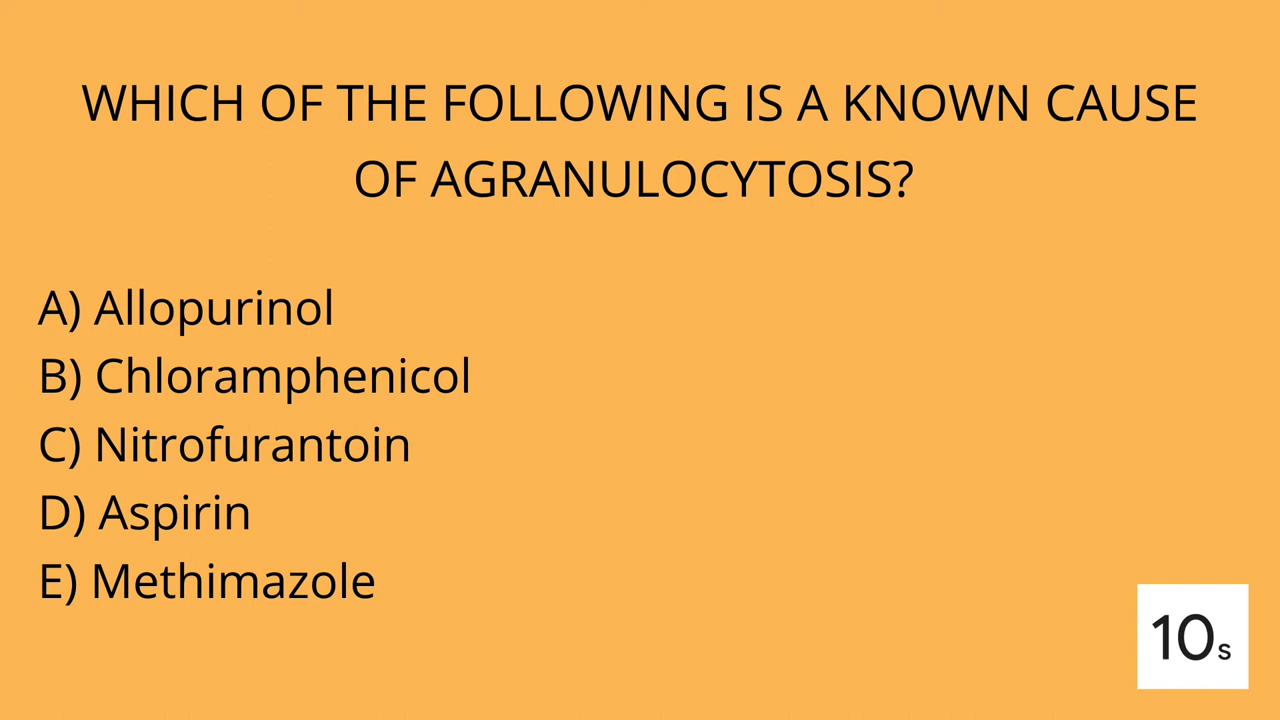 WHICH OF THE FOLLOWING IS A KNOWN CAUSE
OF AGRANULOCYTOSIS?
A) Allopurinol
B) Chloramphenicol
C) Nitrofurantoin
D) Aspirin
E) Methimazole
10s